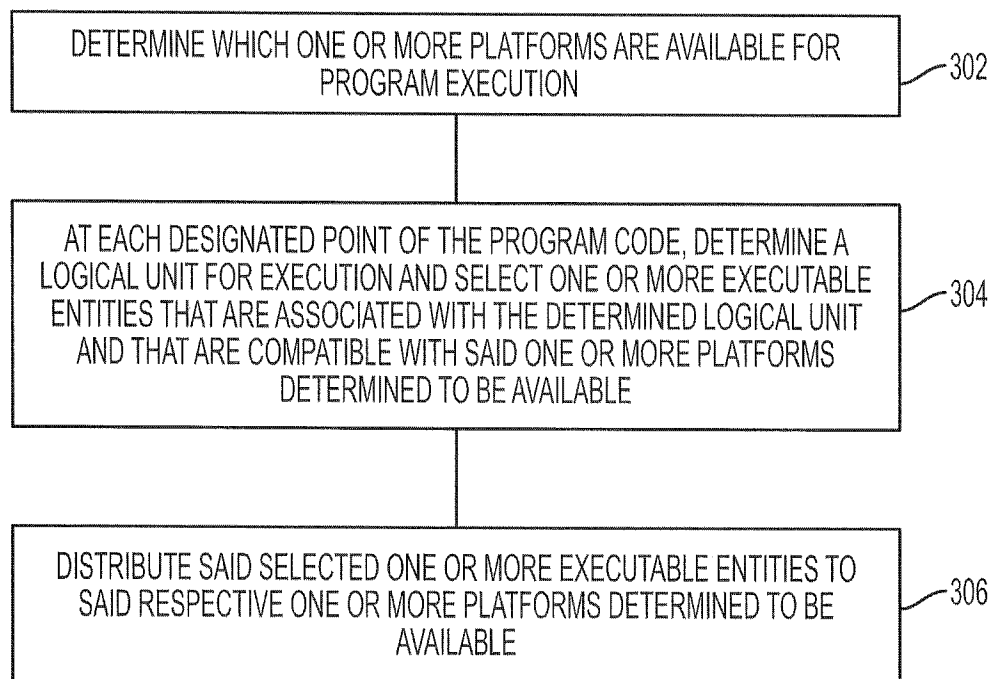 DETERMINE WHICH ONE OR MORE PLATFORMS ARE AVAILABLE FOR
PROGRAM EXECUTION
302
AT EACH DESIGNATED POINT OF THE PROGRAM CODE, DETERMINE A
LOGICAL UNIT FOR EXECUTION AND SELECT ONE OR MORE EXECUTABLE
ENTITIES THAT ARE ASSOCIATED WITH THE DETERMINED LOGICAL UNIT
AND THAT ARE COMPATIBLE WITH SAID ONE OR MORE PLATFORMS
DETERMINED TO BE AVAILABLE
304
DISTRIBUTE SAID SELECTED ONE OR MORE EXECUTABLE ENTITIES TO
SAID RESPECTIVE ONE OR MORE PLATFORMS DETERMINED TO BE
AVAILABLE
306